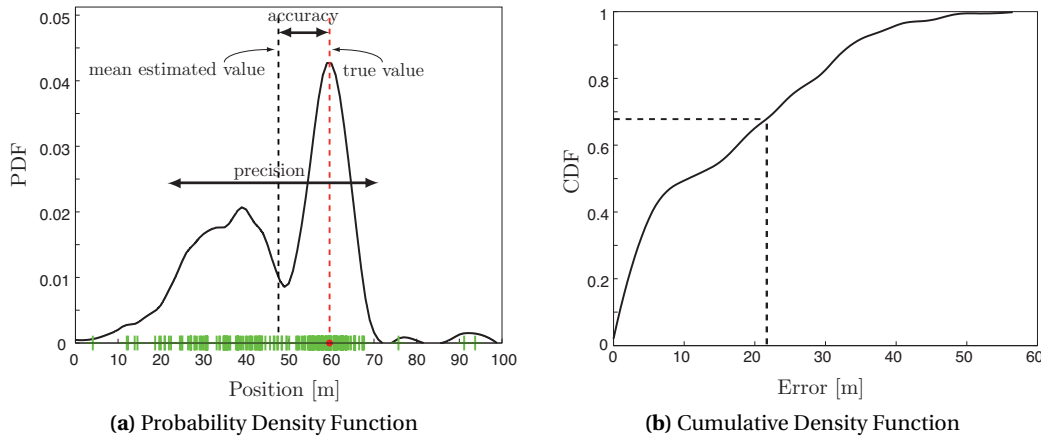 0.05
0.04
0.03
0.02
0.01
0
PDF
accuracy
mean estimated value
true value
precision
0 10 20 30 40 50 60 70 80 90 100
Position [m]
(a) Probability Density Function
1
0.8
0.6
0.4
0.2
0
CDF
0 10 20 30 40 50 60
Error [m]
(b) Cumulative Density Function